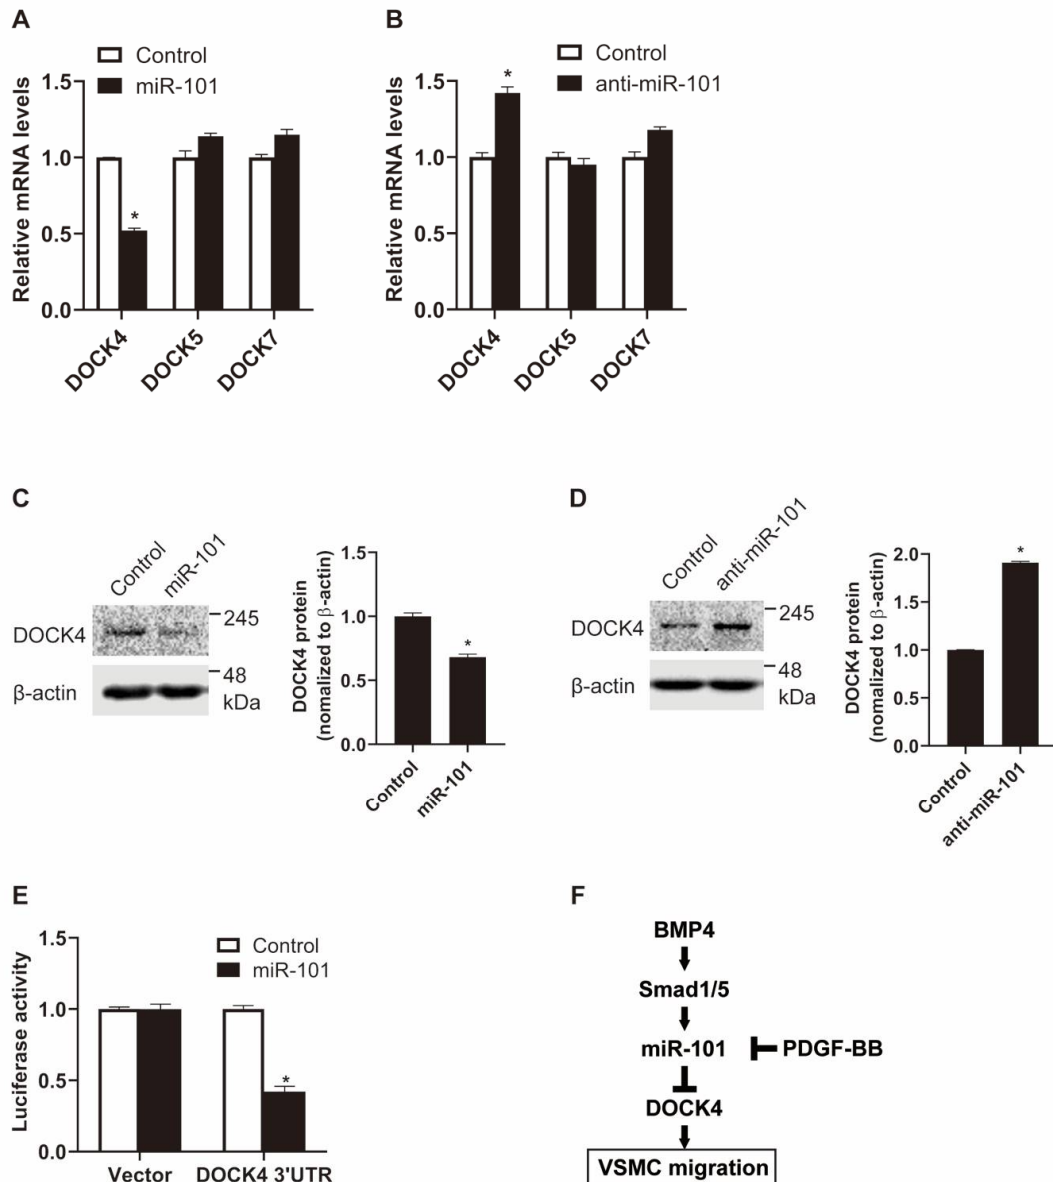 A
Control
miR-101
Relative mRNA levels
1.5
1.0
0.5
0.0
*
DOCK4
DOCK5
DOCK7
B
Control
anti-miR-101
Relative mRNA levels
1.5
1.0
0.5
0.0
*
DOCK4
DOCK5
DOCK7
C
Control
miR-101
DOCK4
245
β-actin
48
kDa
DOCK4 protein
(nomalized to β-actin)
1.5
1.0
0.5
0.0
*
Control
miR-101
D
Control
anti-miR-101
DOCK4
245
β-actin
48
kDa
DOCK4 protein
(nomalized to β-actin)
2.0
1.5
1.0
0.5
0.0
*
Control
anti-miR-101
E
Control
miR-101
Luciferase activity
1.5
1.0
0.5
0.0
*
Vector
DOCK4 3'UTR
F
BMP4
Smad1/5
miR-101
PDGF-BB
DOCK4
VSMC migration